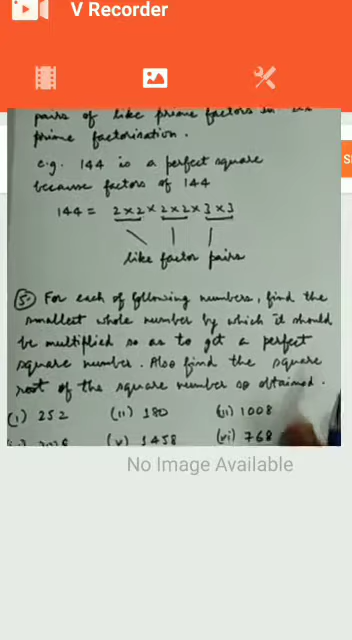 V Recorder
pairs of like prime factors in
prime factorisation.
e.g. 144 is a perfect square
because factors of 144
144 = 2×2×2×2×3×3
like factor pairs
(5) For each of following numbers, find the
smallest whole number by which it should
be multiplied so as to get a perfect
square number. Also find the square
root of the square number so obtained.
(i) 252 (ii) 180 (iii) 1008
(v) 1458 (vi) 768
No Image Available